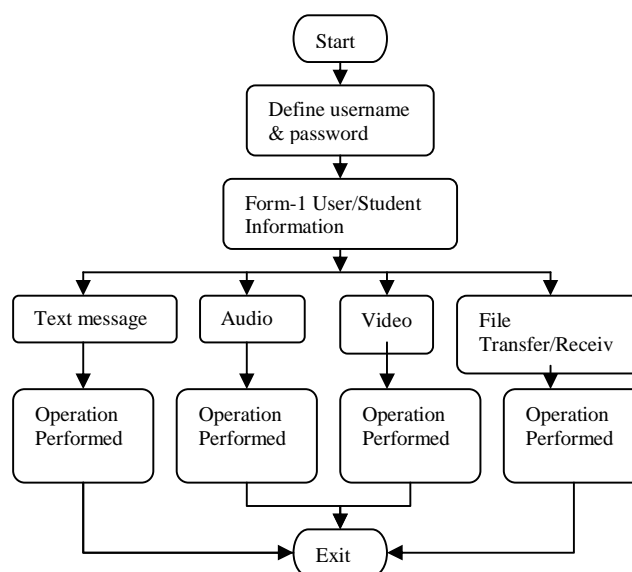 Start
Define username
& password
Form-1 User/Student
Information
Text message
Audio
Video
File
Transfer/Receiv
Operation
Performed
Operation
Performed
Operation
Performed
Operation
Performed
Exit